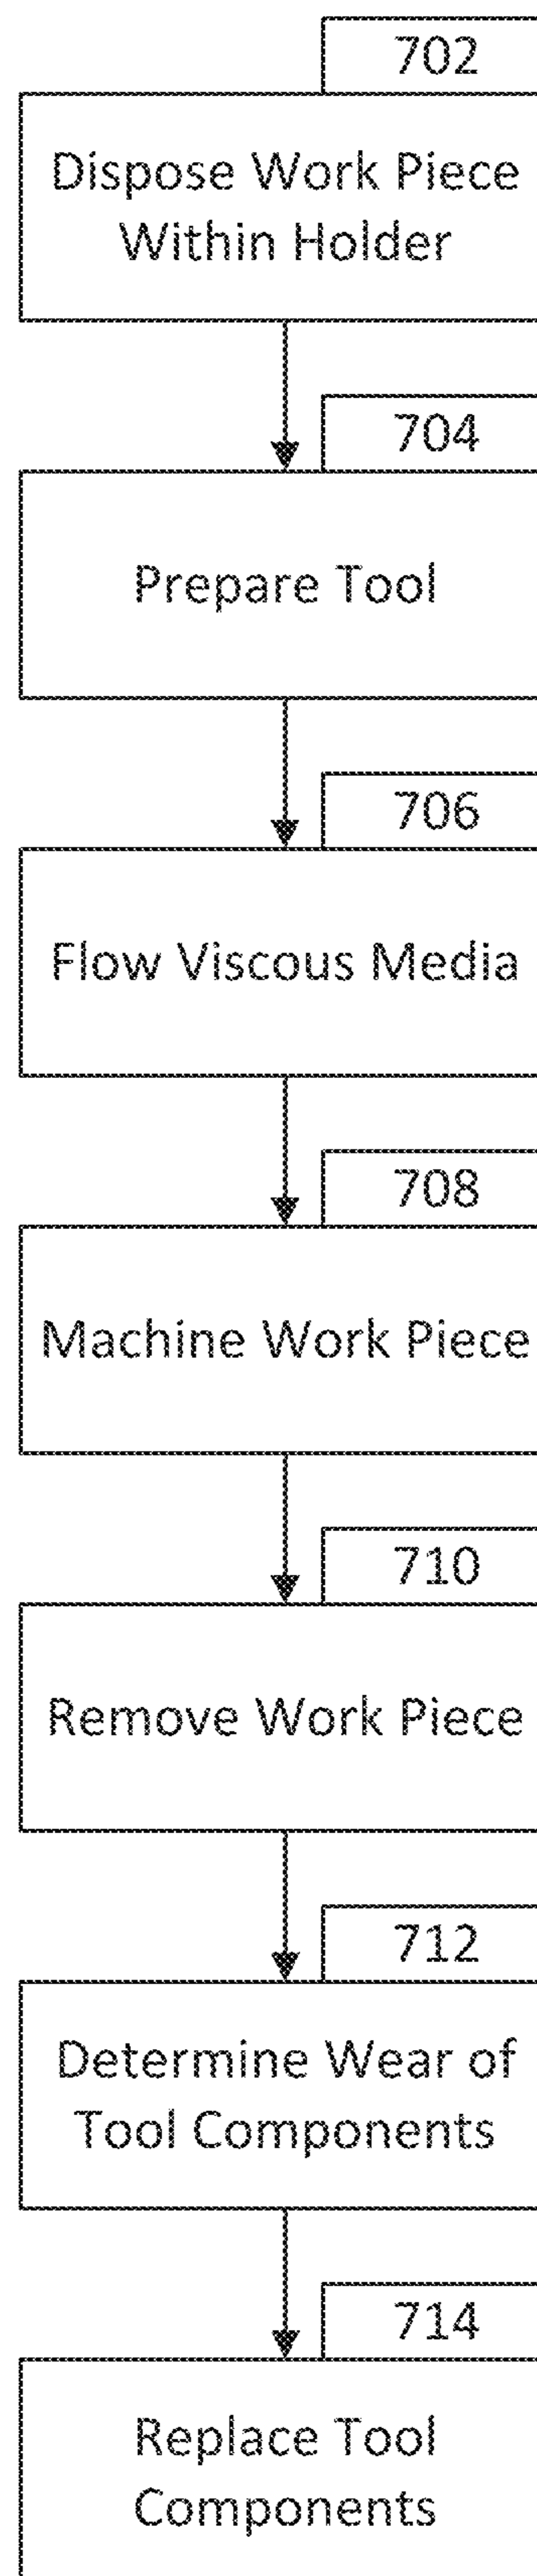 702
Dispose Work Piece
Within Holder
704
Prepare Tool
706
Flow Viscous Media
708
Machine Work Piece
710
Remove Work Piece
712
Determine Wear of
Tool Components
714
Replace Tool
Components